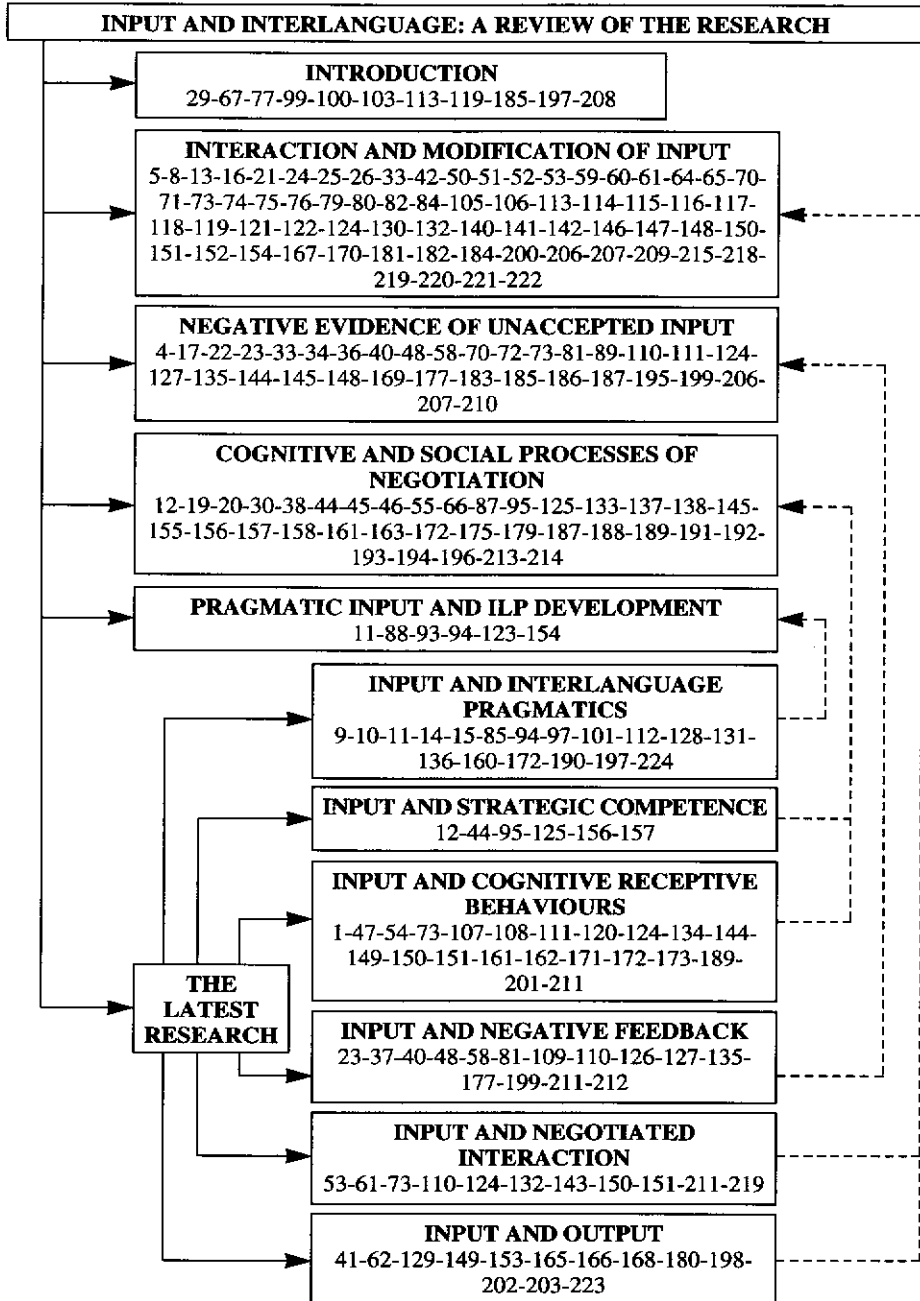 INPUT AND INTERLANGUAGE: A REVIEW OF THE RESEARCH
INTRODUCTION
29-67-77-99-100-103-113-119-185-197-208
INTERACTION AND MODIFICATION OF INPUT
5-8-13-16-21-24-25-26-33-42-50-51-52-53-59-60-61-64-65-70-
71-73-74-75-76-79-80-82-84-105-106-113-114-115-116-117-
118-119-121-122-124-130-132-140-141-142-146-147-148-150-
151-152-154-167-170-181-182-184-200-206-207-209-215-218-
219-220-221-222
NEGATIVE EVIDENCE OF UNACCEPTED INPUT
4-17-22-23-33-34-36-40-48-58-70-72-73-81-89-110-111-124-
127-135-144-145-148-169-177-183-185-186-187-195-199-206-
207-210
COGNITIVE AND SOCIAL PROCESSES OF
NEGOTIATION
12-19-20-30-38-44-45-46-55-66-87-95-125-133-137-138-145-
155-156-157-158-161-163-172-175-179-187-188-189-191-192-
193-194-196-213-214
PRAGMATIC INPUT AND ILP DEVELOPMENT
11-88-93-94-123-154
INPUT AND INTERLANGUAGE
PRAGMATICS
9-10-11-14-15-85-94-97-101-112-128-131-
136-160-172-190-197-224
INPUT AND STRATEGIC COMPETENCE
12-44-95-125-156-157
INPUT AND COGNITIVE RECEPTIVE
BEHAVIOURS
1-47-54-73-107-108-111-120-124-134-144-
149-150-151-161-162-171-172-173-189-
201-211
THE
LATEST
RESEARCH
INPUT AND NEGATIVE FEEDBACK
23-37-40-48-58-81-109-110-126-127-135-
177-199-211-212
INPUT AND NEGOTIATED
INTERACTION
53-61-73-110-124-132-143-150-151-211-219
INPUT AND OUTPUT
41-62-129-149-153-165-166-168-180-198-
202-203-223